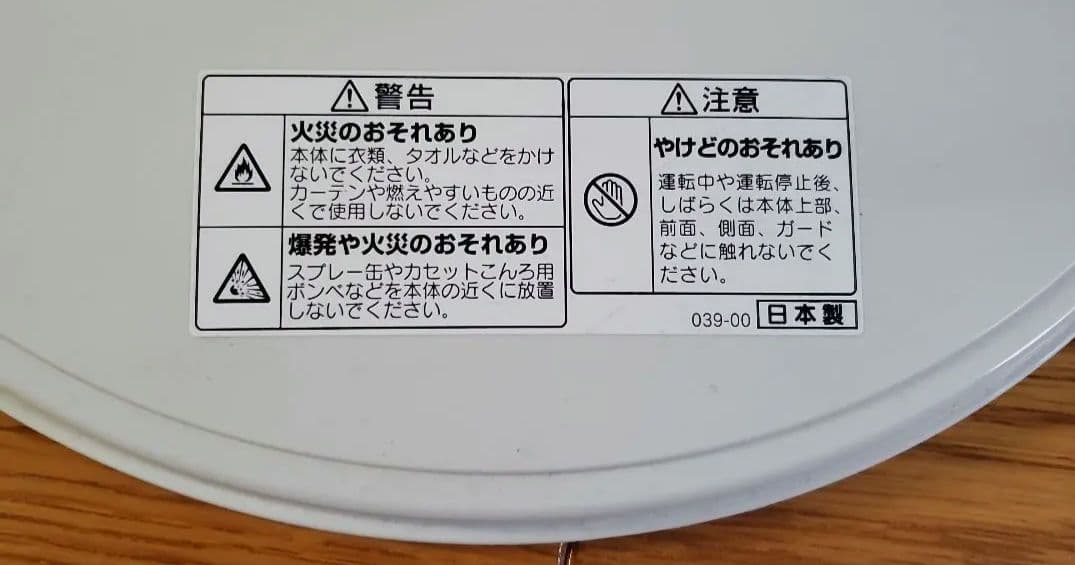 警告
火災のおそれあり
本体に衣類、タオルなどをかけ
ないでください。
カーテンや燃えやすいものの近
くで使用しないでください。
爆発や火災のおそれあり
スプレー缶やカセットこんろ用
ボンベなどを本体の近くに放置
しないでください。
注意
やけどのおそれあり
運転中や運転停止後、
しばらくは本体上部、
前面、側面、ガード
などに触れないでく
ださい。
039-00 日本製